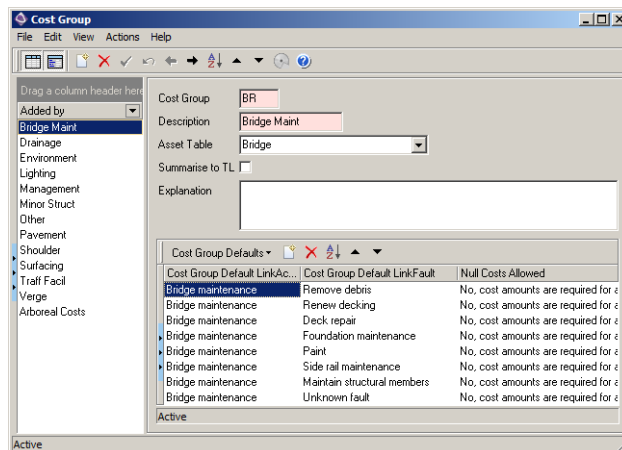 Cost Group
File Edit View Actions Help
Drag a column header here
Added by
Bridge Maint
Drainage
Environment
Lighting
Management
Minor Struct
Other
Pavement
Shoulder
Surfacing
Traff Facil
Verge
Arboreal Costs
Cost Group BR
Description Bridge Maint
Asset Table Bridge
Summarise to TL
Explanation
Cost Group Defaults
Cost Group Default LinkAc... Cost Group Default LinkFault Null Costs Allowed
Bridge maintenance Remove debris No, cost amounts are required for a
Bridge maintenance Renew decking No, cost amounts are required for a
Bridge maintenance Deck repair No, cost amounts are required for a
Bridge maintenance Foundation maintenance No, cost amounts are required for a
Bridge maintenance Paint No, cost amounts are required for a
Bridge maintenance Side rail maintenance No, cost amounts are required for a
Bridge maintenance Maintain structural members No, cost amounts are required for a
Bridge maintenance Unknown fault No, cost amounts are required for a
Active
Active